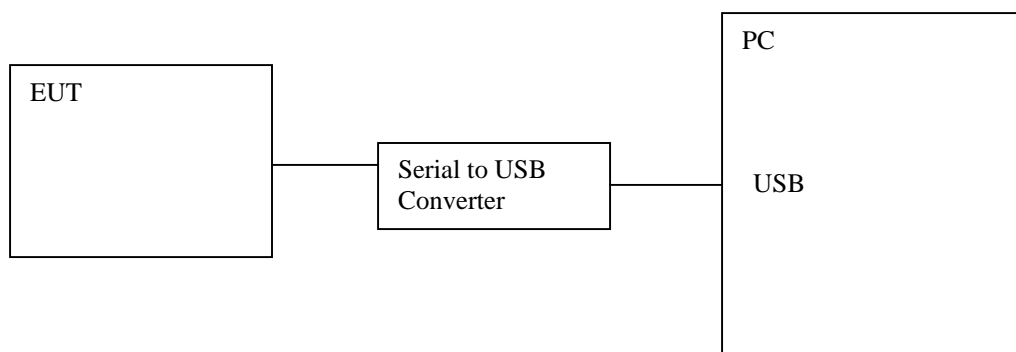 PC
EUT
Serial to USB
Converter
USB